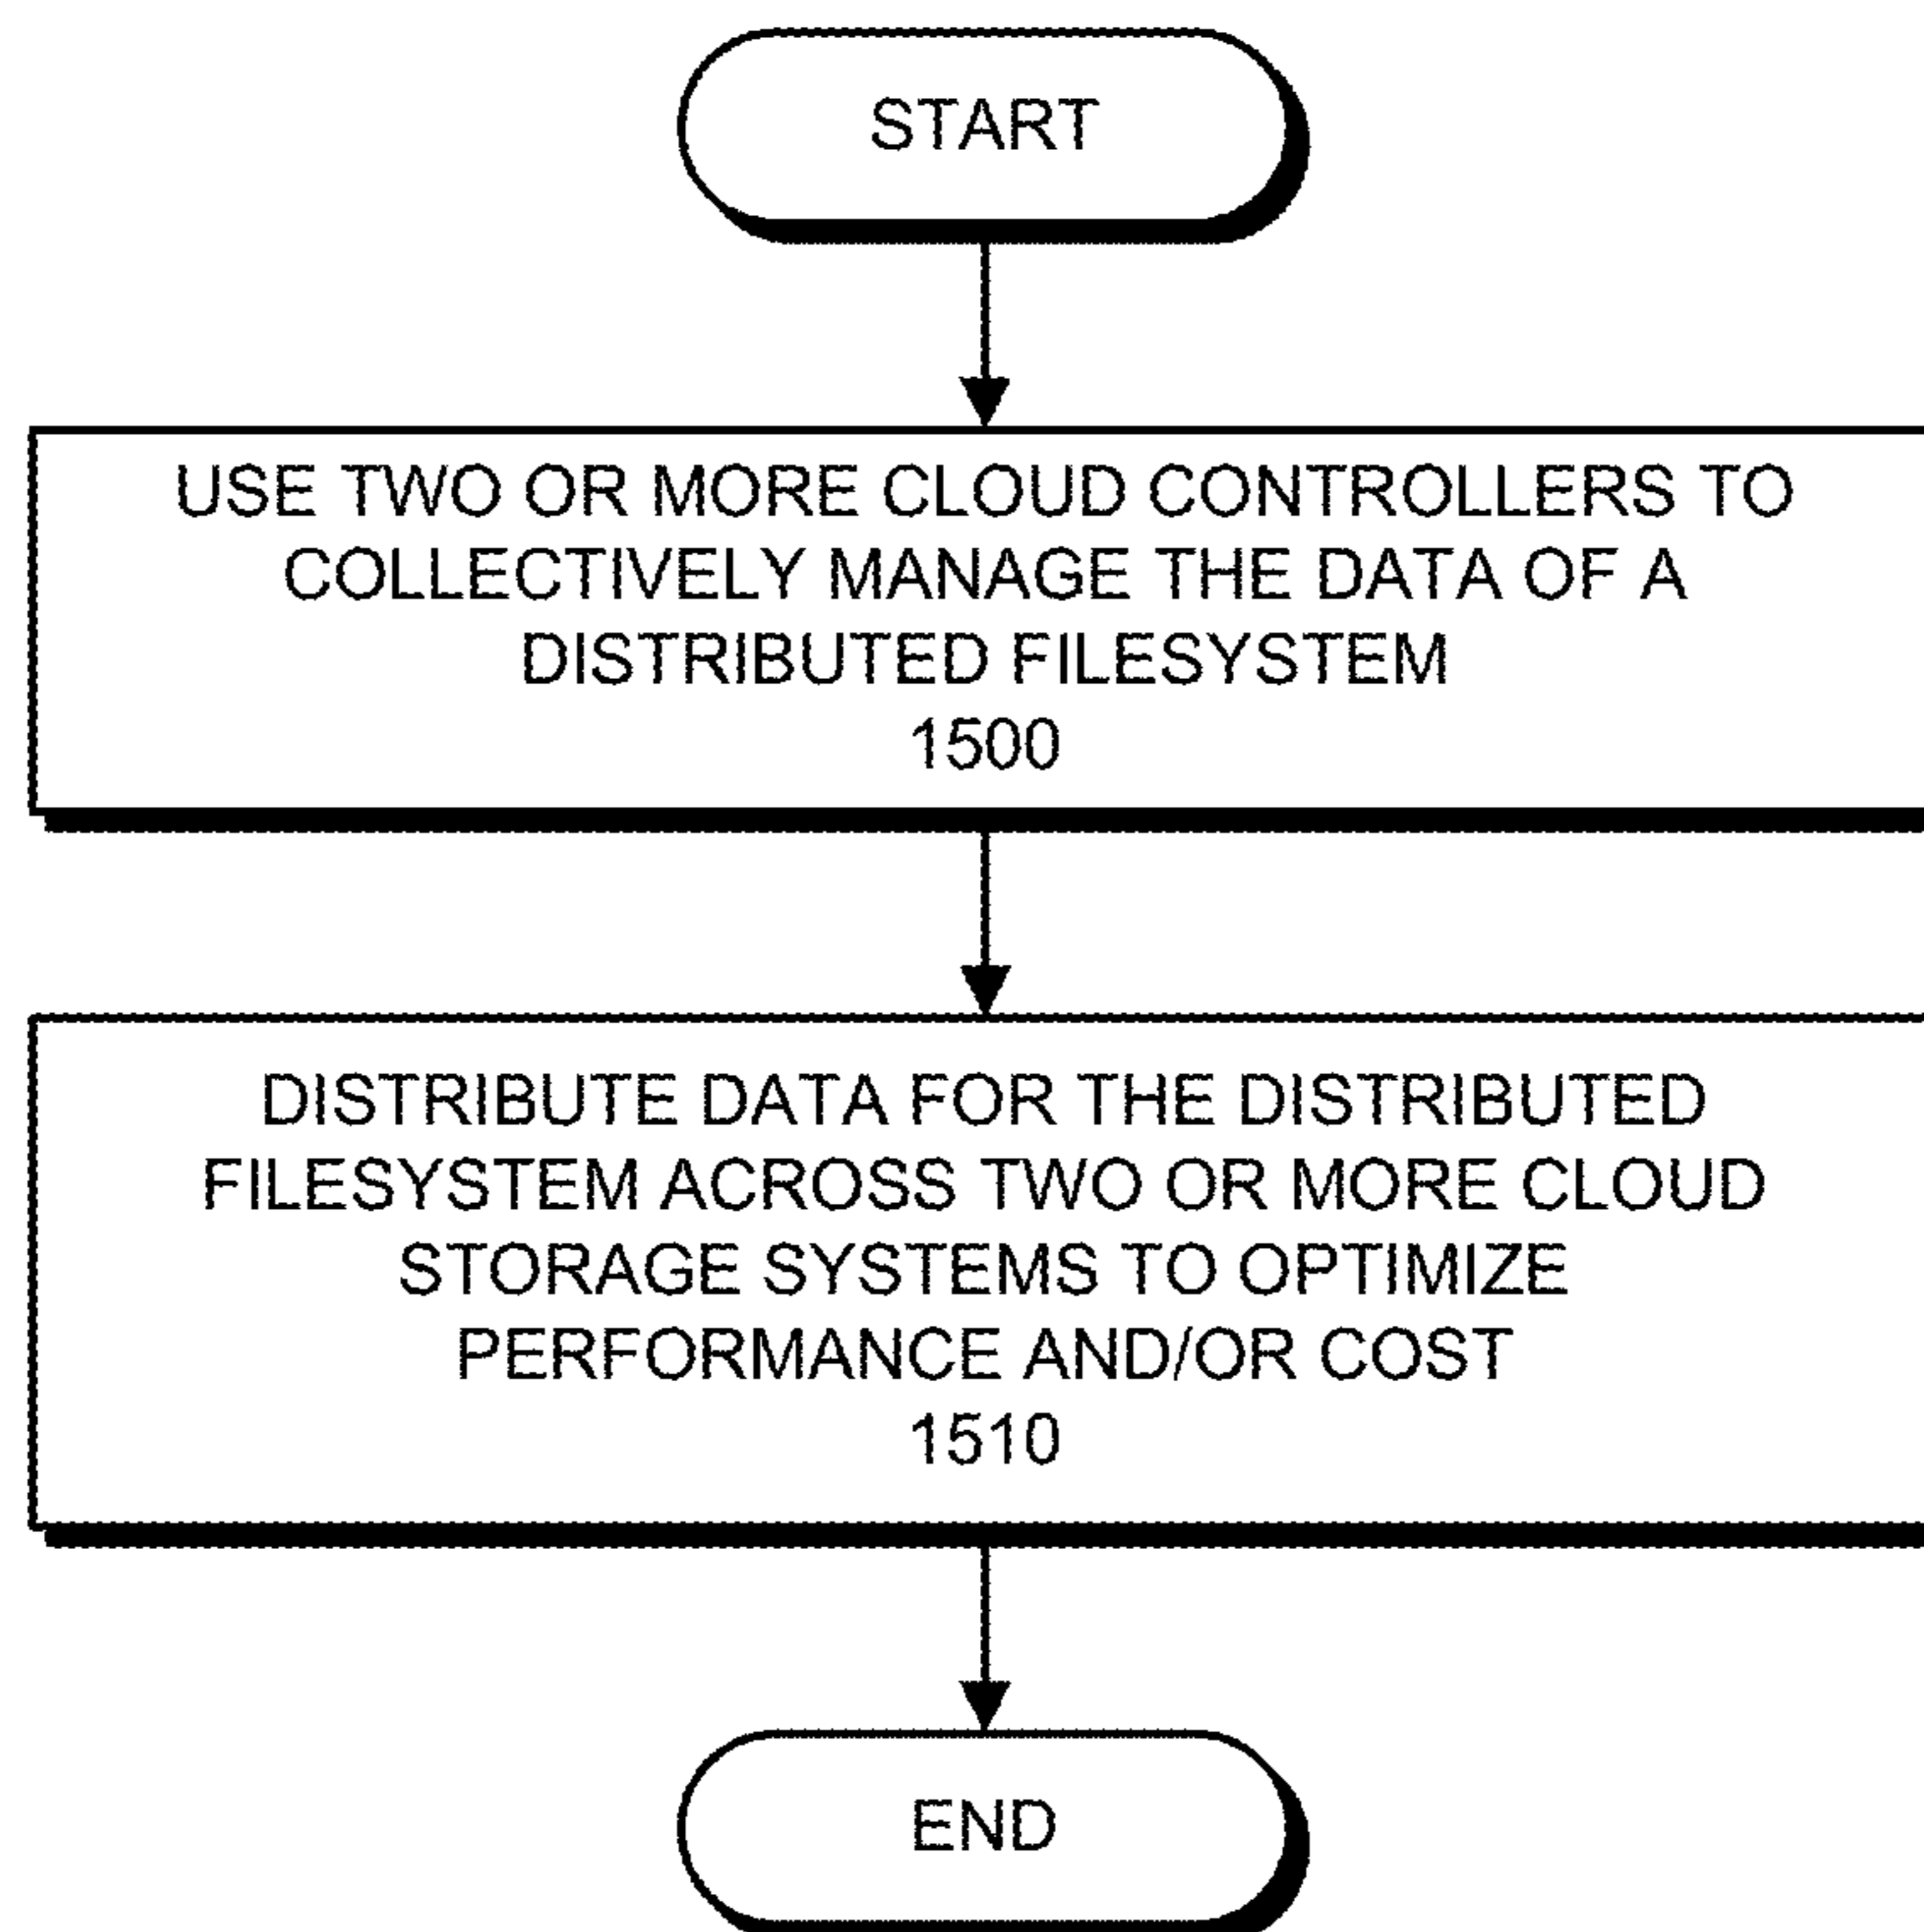 START
USE TWO OR MORE CLOUD CONTROLLERS TO
COLLECTIVELY MANAGE THE DATA OF A
DISTRIBUTED FILESYSTEM
1500
DISTRIBUTE DATA FOR THE DISTRIBUTED
FILESYSTEM ACROSS TWO OR MORE CLOUD
STORAGE SYSTEMS TO OPTIMIZE
PERFORMANCE AND/OR COST
1510
END